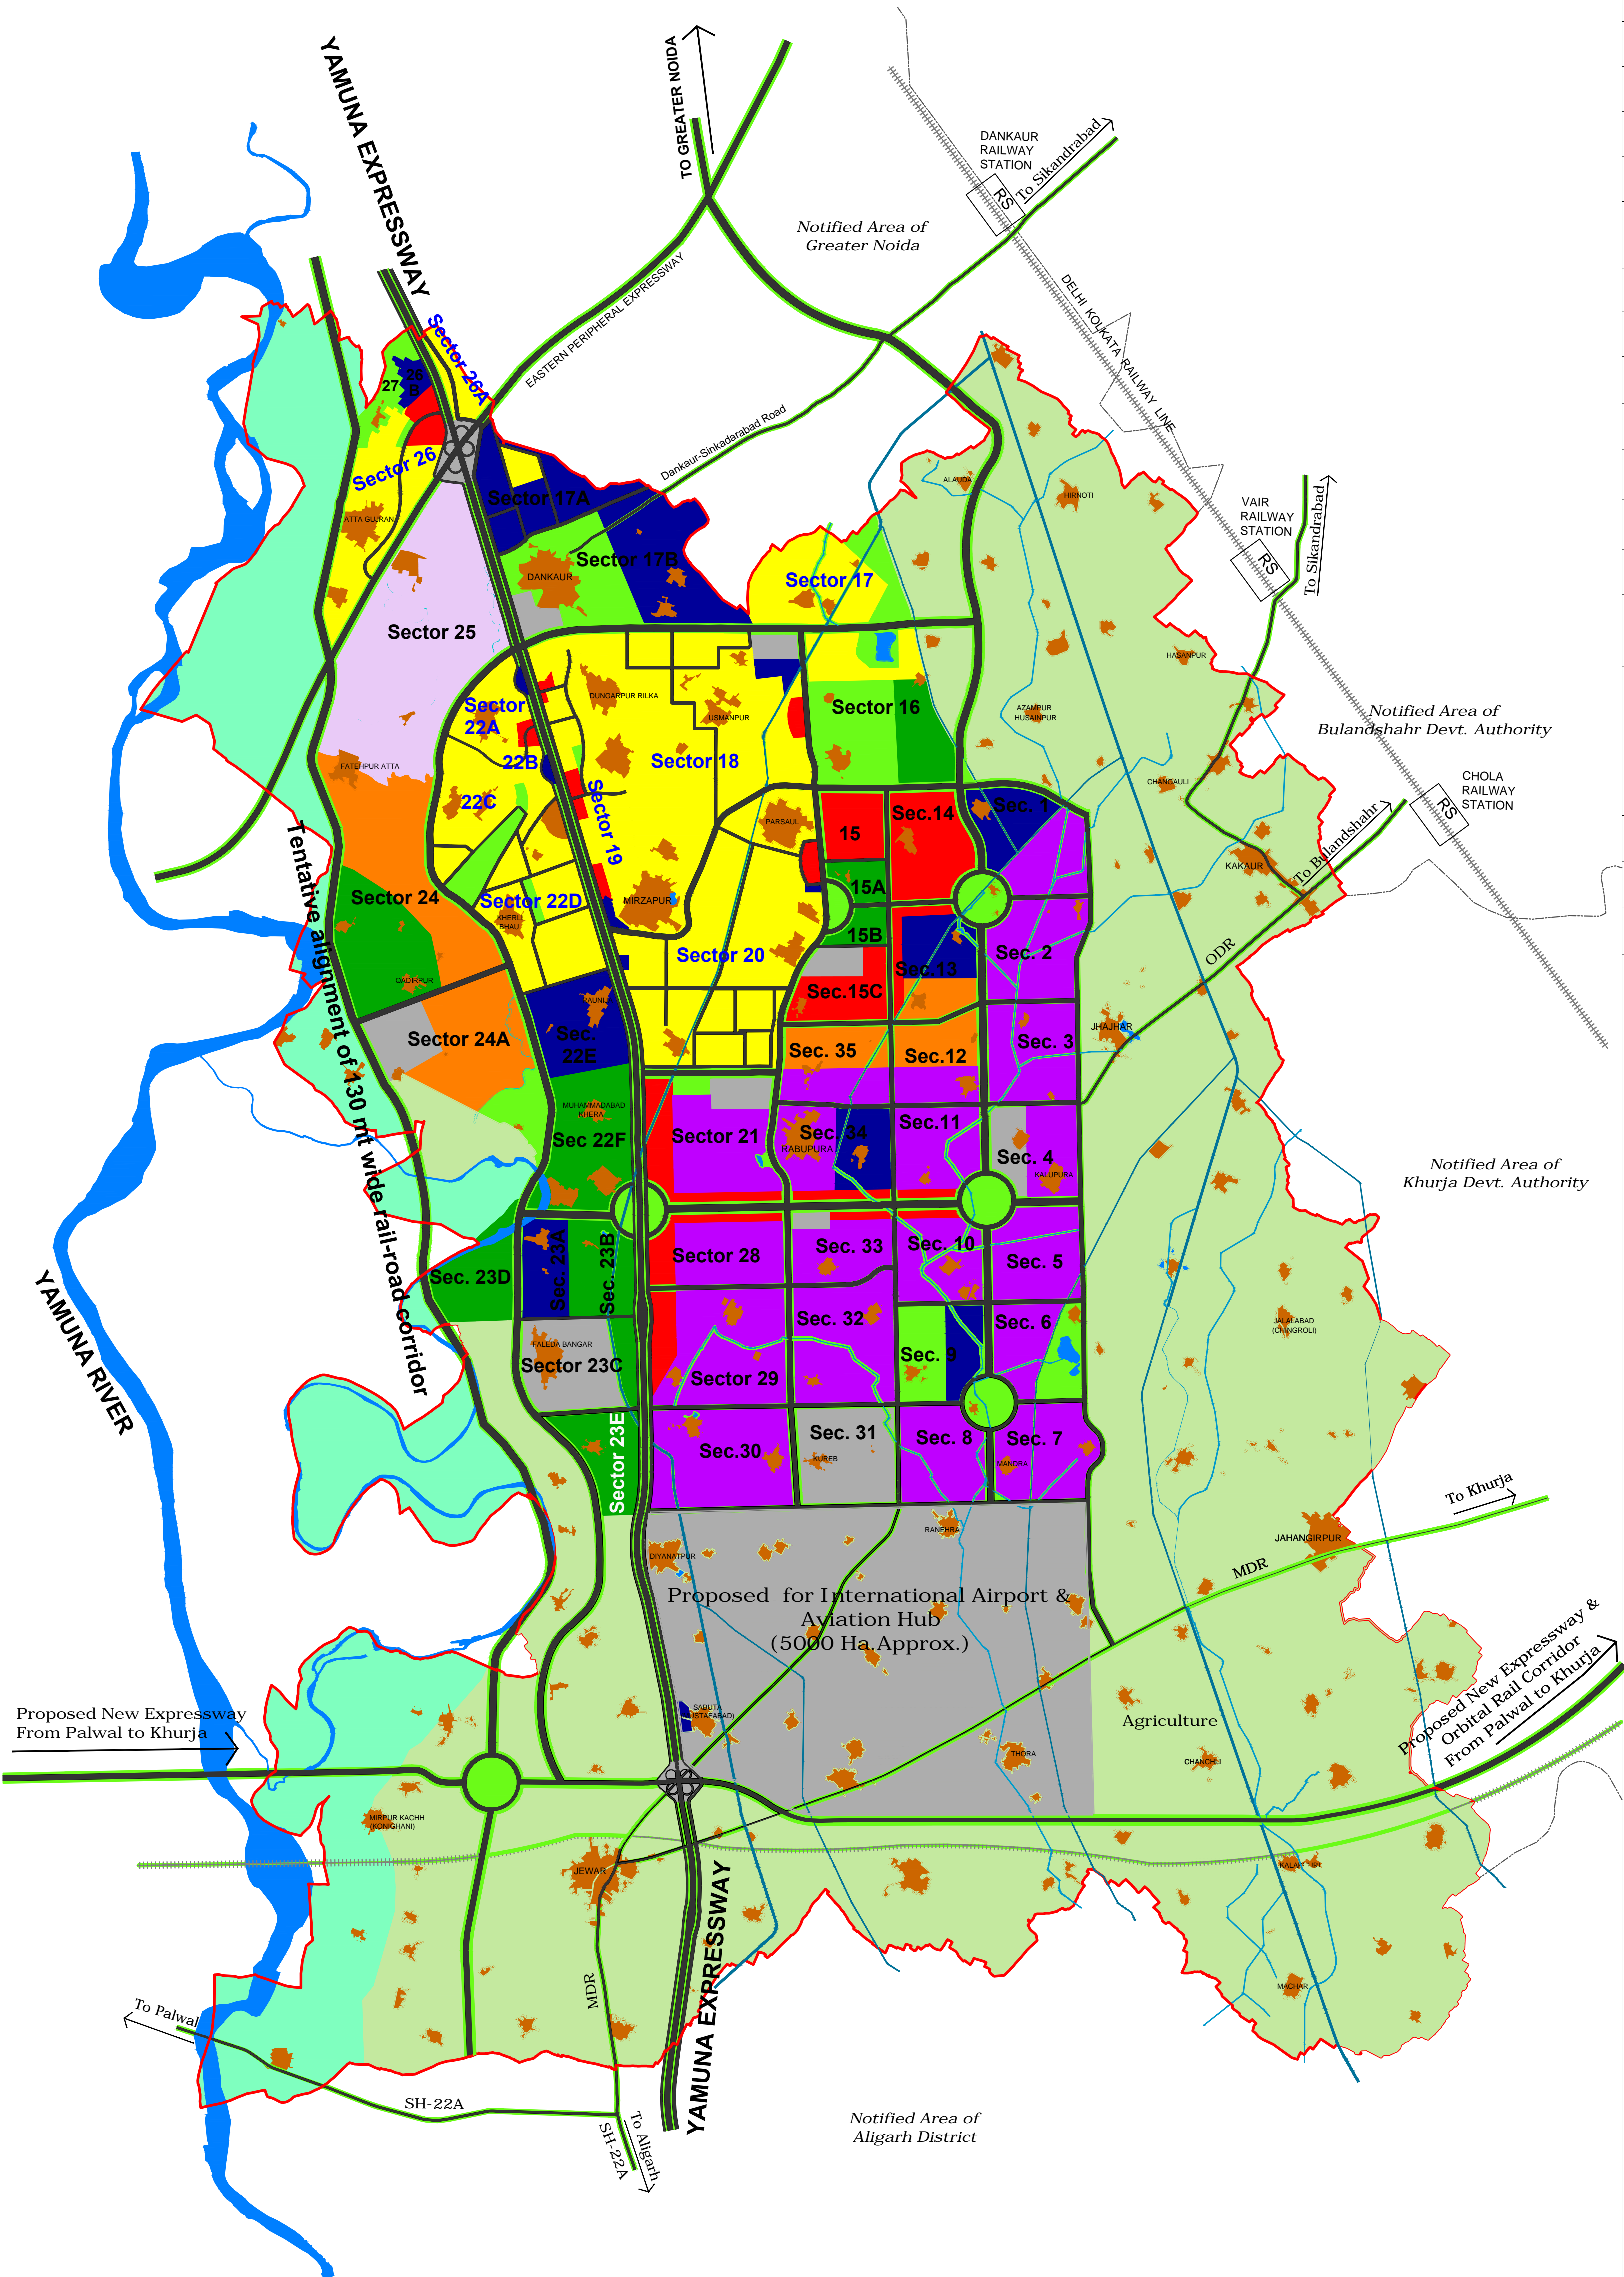 YAMUNA EXPRESSWAY
TO GREATER NOIDA
DANKAUR
RAILWAY
STATION
RS
To Sikandrabad
Notified Area of
Greater Noida
EASTERN PERIPHERAL EXPRESSWAY
DELHI KOLKATA RAILWAY LINE
Sector 26A
27
26
B
Dankaur-Sinkadarabad Road
Sector 26
ATTA GUJRAN
Sector 17A
ALAUDA
HIRNOTI
VAIR
RAILWAY
STATION
RS
To Sikandrabad
Sector 17B
DANKAUR
Sector 17
Sector 25
HASANPUR
DUNGARPUR RILKA
USMANPUR
Sector
22A
Sector 16
AZAMPUR
HUSAINPUR
Notified Area of
Bulandshahr Devt. Authority
22B
Sector 18
FATEHPUR ATTA
CHANGAULI
CHOLA
RAILWAY
STATION
RS
22C
Sector 19
PARSAUL
15
Sec.14
Sec. 1
To Bulandshahr
KAKAUR
Tentative alignment of 130 mt wide rail-road corridor
Sector 24
15A
Sector 22D
KHERLI
BHAU
MIRZAPUR
15B
Sector 20
Sec. 2
ODR
Sec.13
QADIRPUR
Sec.15C
RAUNIJA
Sec.
22E
Sector 24A
JHAJHAR
Sec. 3
Sec. 35
Sec.12
MUHAMMADABAD
KHERA
Sec 22F
Sector 21
Sec. 34
RABUPURA
Sec.11
Sec. 4
KALUPURA
Notified Area of
Khurja Devt. Authority
Sec. 23A
Sec. 23B
Sec. 23D
Sector 28
Sec. 33
Sec. 10
Sec. 5
YAMUNA RIVER
Sec. 32
Sec. 6
JALALABAD
(CHINGROLI)
FALEDA BANGAR
Sector 23C
Sec. 9
Sector 29
Sector 23E
Sec.30
Sec. 31
KUREB
Sec. 8
Sec. 7
MANDRA
To Khurja
RANEHRA
JAHANGIRPUR
DIYANATPUR
MDR
Proposed for International Airport &
Aviation Hub
(5000 Ha.Approx.)
Proposed New Expressway &
Orbital Rail Corridor
From Palwal to Khurja
Proposed New Expressway
From Palwal to Khurja
SABUTA
Agriculture
THORA
CHANCHLI
MIRPUR KACHH
(KONIGHANI)
JEWAR
YAMUNA EXPRESSWAY
MDR
MACHAR
To Palwal
SH-22A
To Aligarh
SH-22A
Notified Area of
Aligarh District